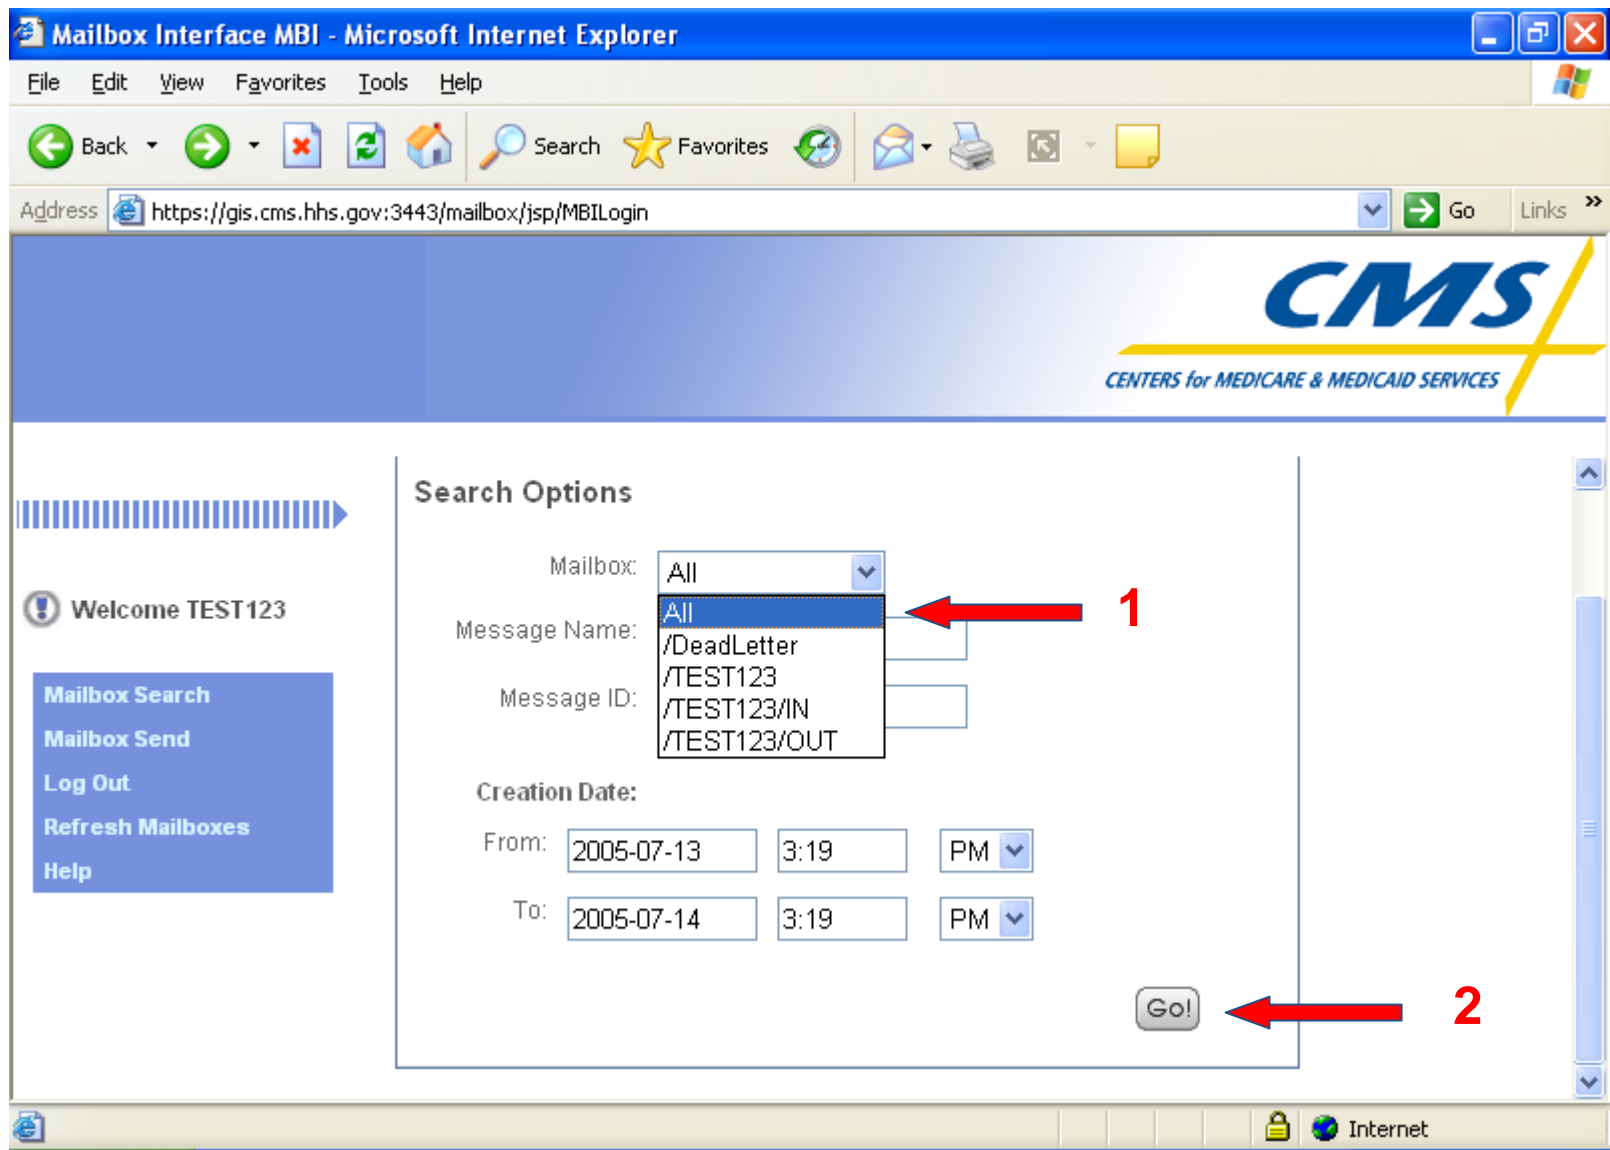 Mailbox Interface MBI - Microsoft Internet Explorer
File Edit View Favorites Tools Help
Back Search Favorites
Address https://gis.cms.hhs.gov:3443/mailbox/jsp/MBILogin Go Links »
CMS
CENTERS for MEDICARE & MEDICAID SERVICES
Search Options
Mailbox: All
Welcome TEST123
All 1
Message Name:
/DeadLetter
/TEST123
Message ID:
/TEST123/IN
/TEST123/OUT
Mailbox Search
Mailbox Send
Log Out
Refresh Mailboxes
Help
Creation Date:
From: 2005-07-13 3:19 PM
To: 2005-07-14 3:19 PM
Go! 2
Internet